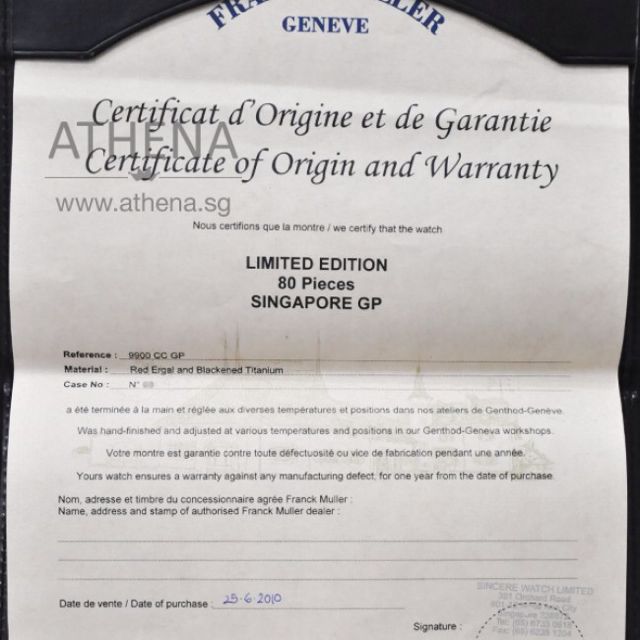 FRANCK MULLER
GENEVE
Certificat d'Origine et de Garantie
ATHENA
Certificate of Origin and Warranty
www.athena.sg
Nous certifions que la montre / we certify that the watch
LIMITED EDITION
80 Pieces
SINGAPORE GP
Reference : 9900 CC GP
Material : Red Ergal and Blackened Titanium
Case No : N°
a été terminée à la main et réglée aux diverses températures et positions dans nos ateliers de Genthod-Genève.
Was hand-finished and adjusted at various temperatures and positions in our Genthod-Geneva workshops.
Votre montre est garantie contre toute défectuosité ou vice de fabrication pendant une année.
Yours watch ensures a warranty against any manufacturing defect, for one year from the date of purchase.
Nom, adresse et timbre du concessionaire agrée Franck Muller :
Name, address and stamp of authorised Franck Muller dealer :
SINCERE WATCH LIMITED
391 Orchard Road
Date de vente / Date of purchase : 25-6-2010
Signature :